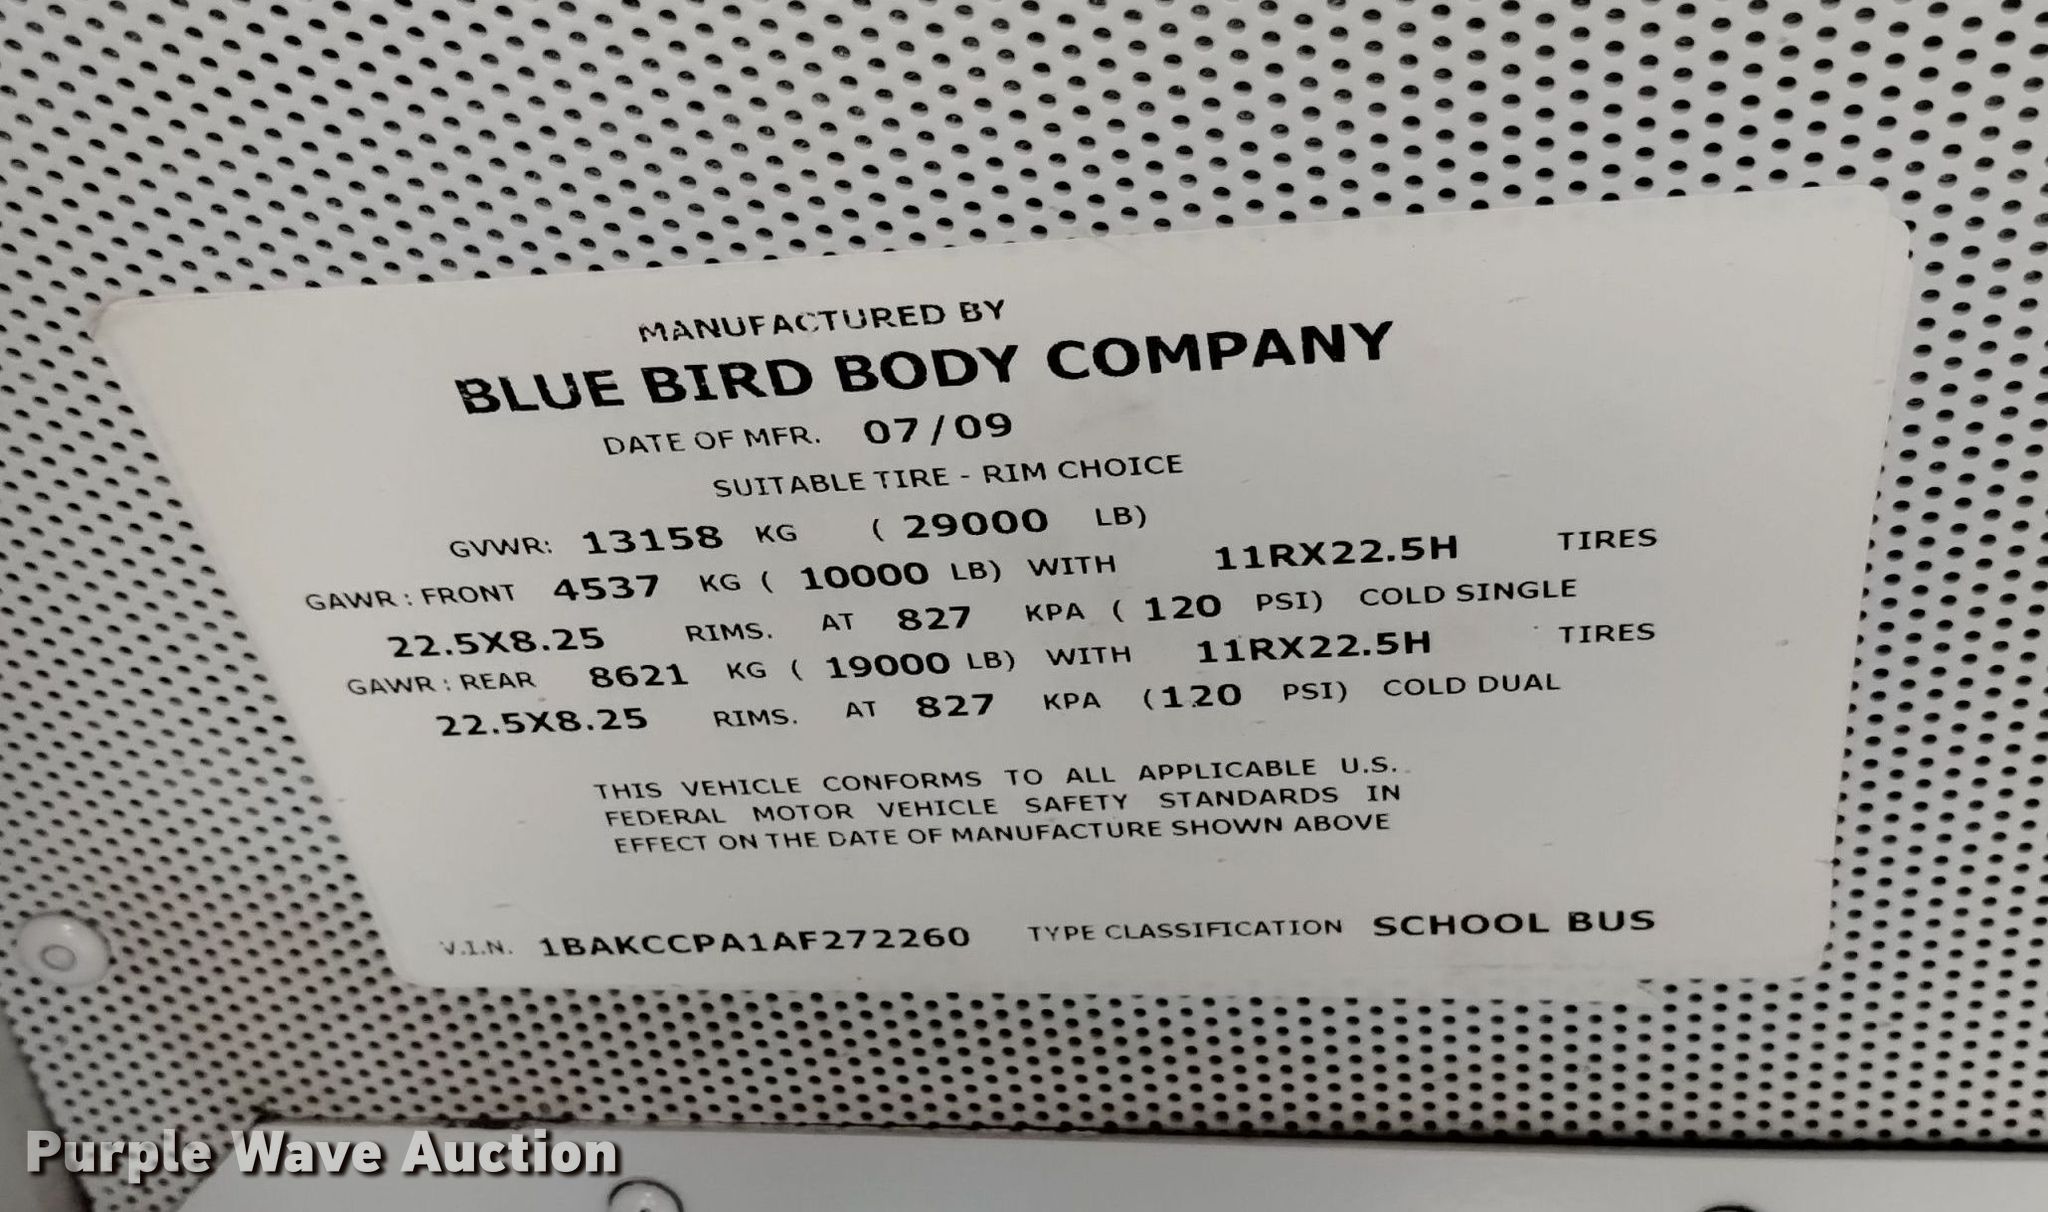 MANUFACTURED BY
BLUE BIRD BODY COMPANY
DATE OF MFR. 07/09
SUITABLE TIRE - RIM CHOICE
GVWR: 13158 KG ( 29000 LB)
GAWR : FRONT 4537 KG ( 10000 LB) WITH 11RX22.5H TIRES
22.5X8.25 RIMS. AT 827 KPA ( 120 PSI) COLD SINGLE
GAWR : REAR 8621 KG ( 19000 LB) WITH 11RX22.5H TIRES
22.5X8.25 RIMS. AT 827 KPA (120 PSI) COLD DUAL
THIS VEHICLE CONFORMS TO ALL APPLICABLE U.S.
FEDERAL MOTOR VEHICLE SAFETY STANDARDS IN
EFFECT ON THE DATE OF MANUFACTURE SHOWN ABOVE
V.I.N. 1BAKCCPA1AF272260 TYPE CLASSIFICATION SCHOOL BUS
Purple Wave Auction